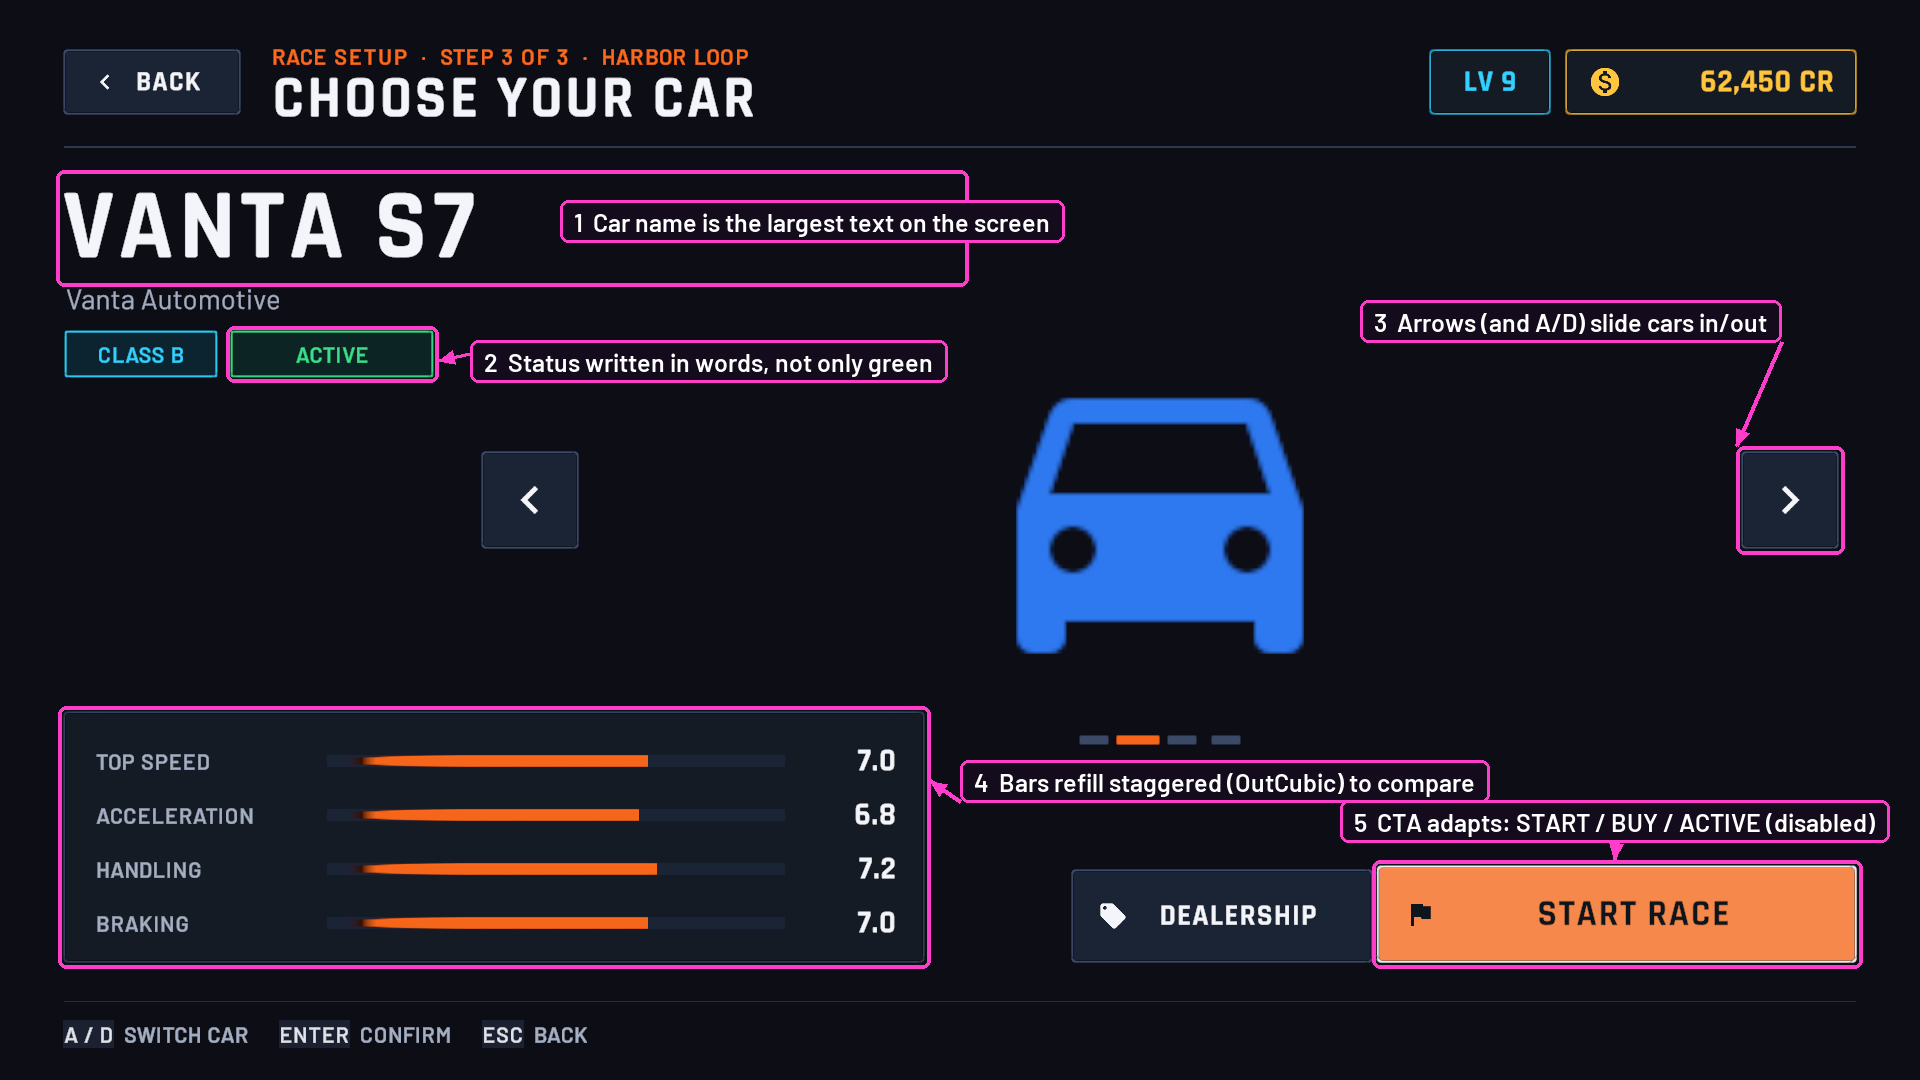 BACK
RACE SETUP · STEP 3 OF 3 · HARBOR LOOP
CHOOSE YOUR CAR
LV 9
62,450 CR
VANTA S7
1 Car name is the largest text on the screen
Vanta Automotive
CLASS B
ACTIVE
2 Status written in words, not only green
3 Arrows (and A/D) slide cars in/out
TOP SPEED 7.0
ACCELERATION 6.8
HANDLING 7.2
BRAKING 7.0
4 Bars refill staggered (OutCubic) to compare
5 CTA adapts: START / BUY / ACTIVE (disabled)
DEALERSHIP
START RACE
A / D SWITCH CAR ENTER CONFIRM ESC BACK